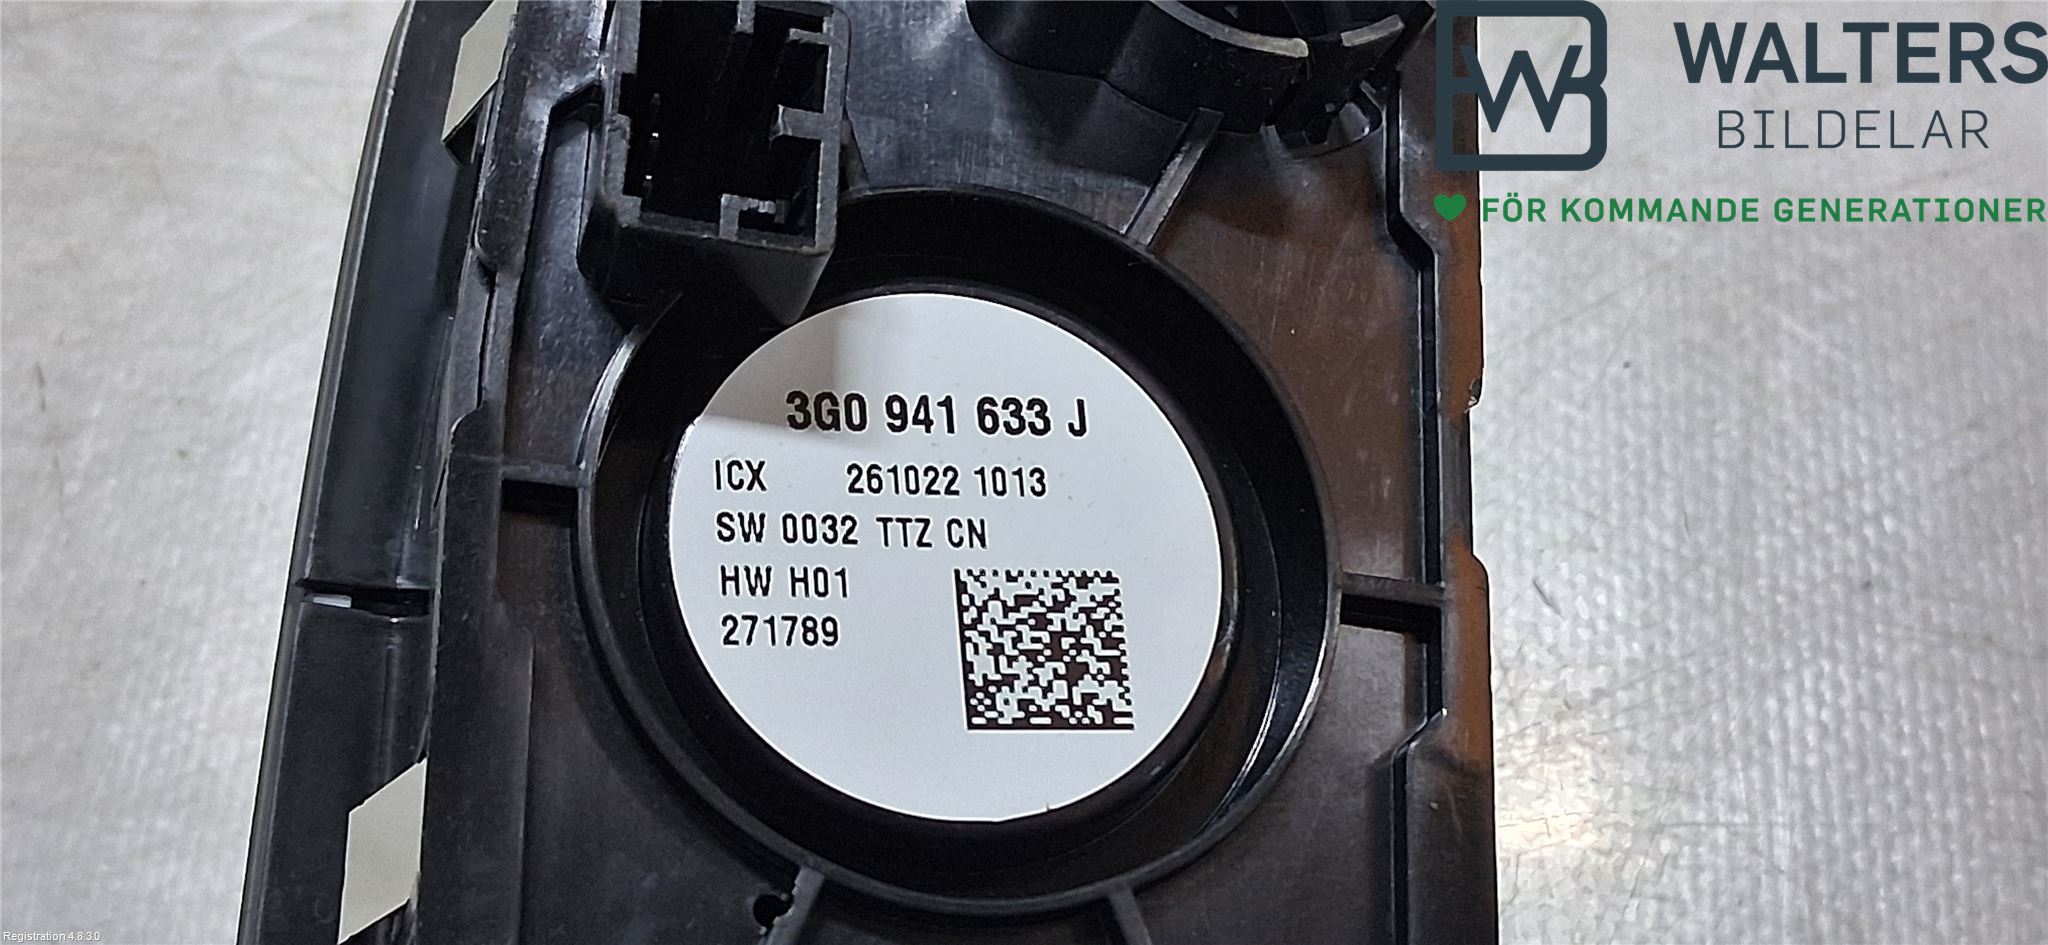 WALTERS
BILDELAR
FÖR KOMMANDE GENERATIONER
3G0 941 633 J
ICX 261022 1013
SW 0032 TTZ CN
HW H01
271789
Registration 4.8.3.0